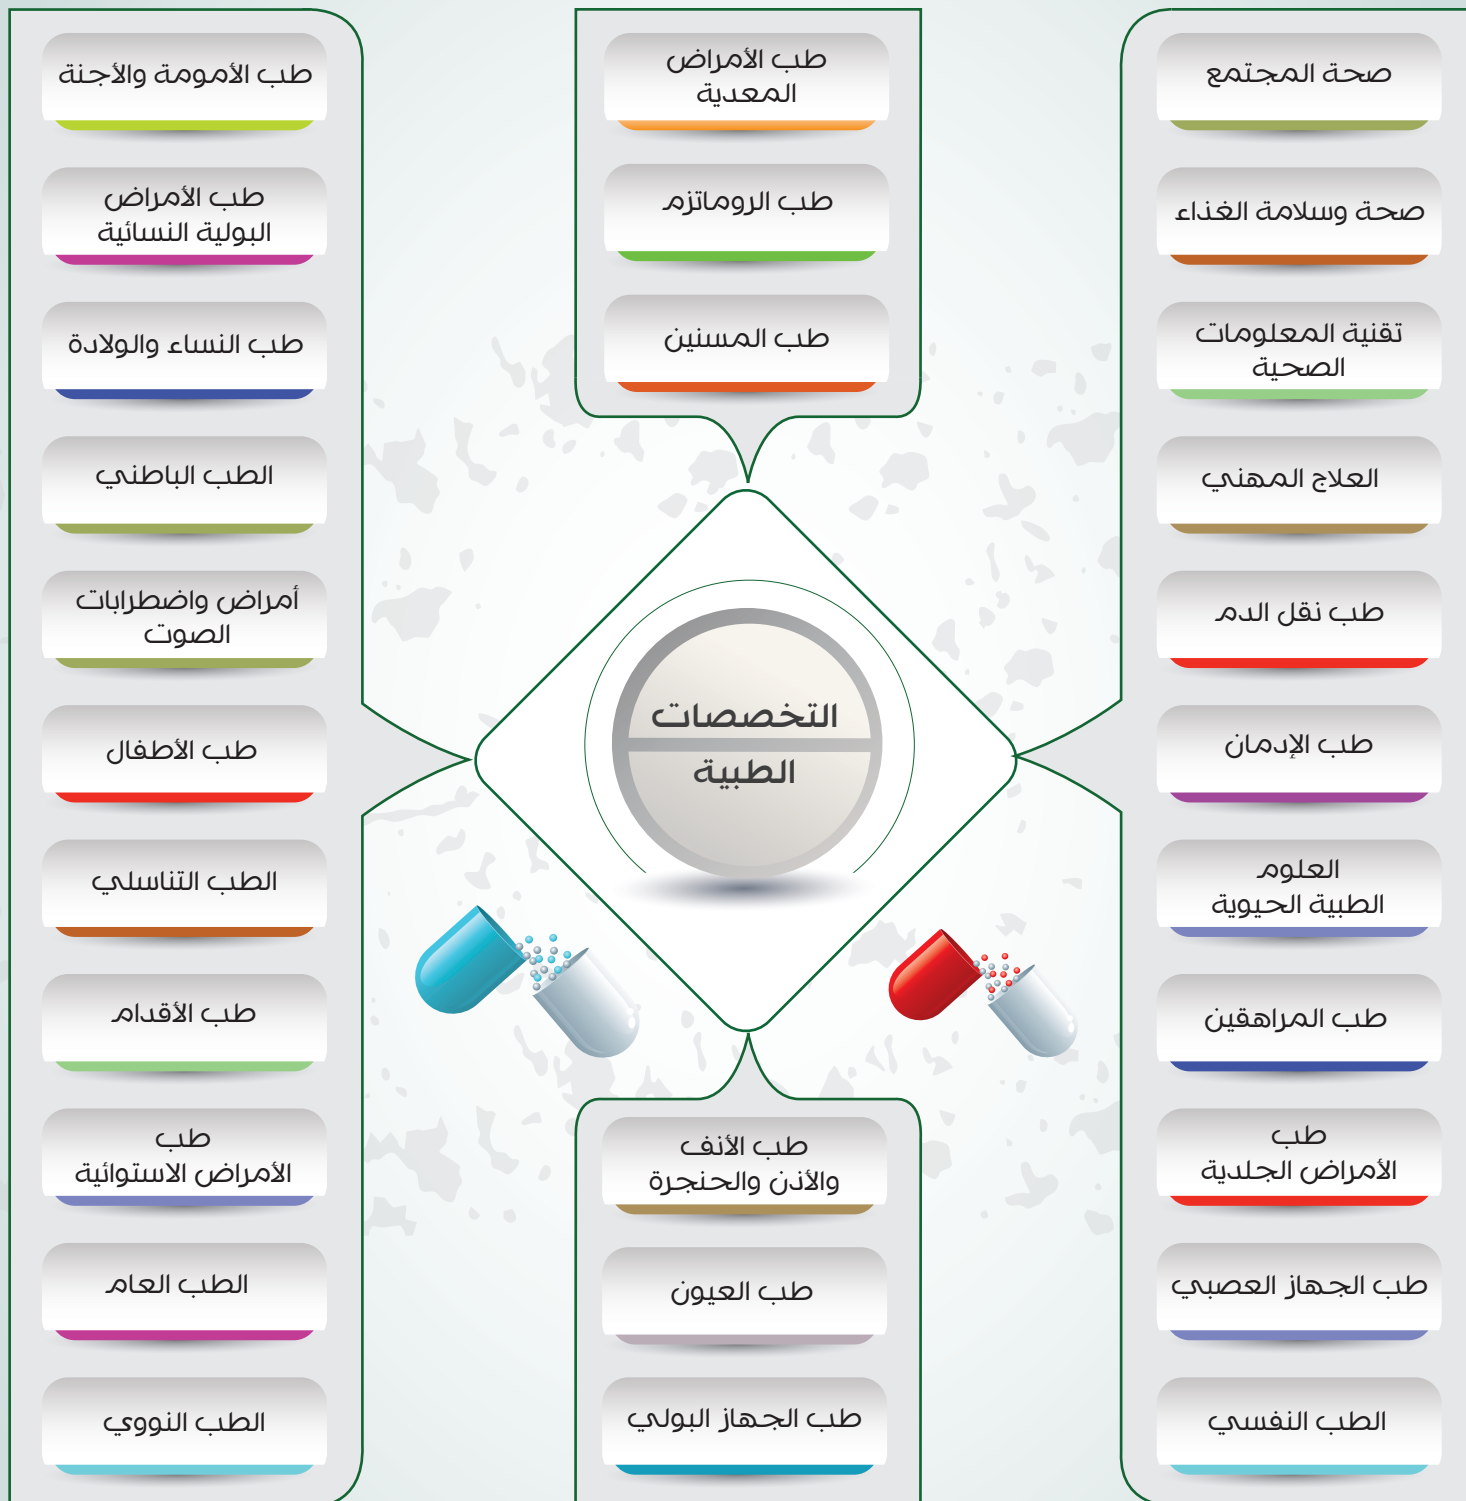 صحة المجتمع
صحة وسلامة الغذاء
تقنية المعلومات
الصحية
العلاج المهني
طب نقل الدم
طب الإدمان
العلوم
الطبية الحيوية
طب المراهقين
طب
الأمراض الجلدية
طب الجهاز العصبي
الطب النفسي
طب الأمراض
المعدية
طب الروماتزم
طب المسنين
التخصصات
الطبية
طب الأنف
والأذن والحنجرة
طب العيون
طب الجهاز البولي
طب الأمومة والأجنة
طب الأمراض
البولية النسائية
طب النساء والولادة
الطب الباطني
أمراض واضطرابات
الصوت
طب الأطفال
الطب التناسلي
طب الأقدام
طب
الأمراض الاستوائية
الطب العام
الطب النووي